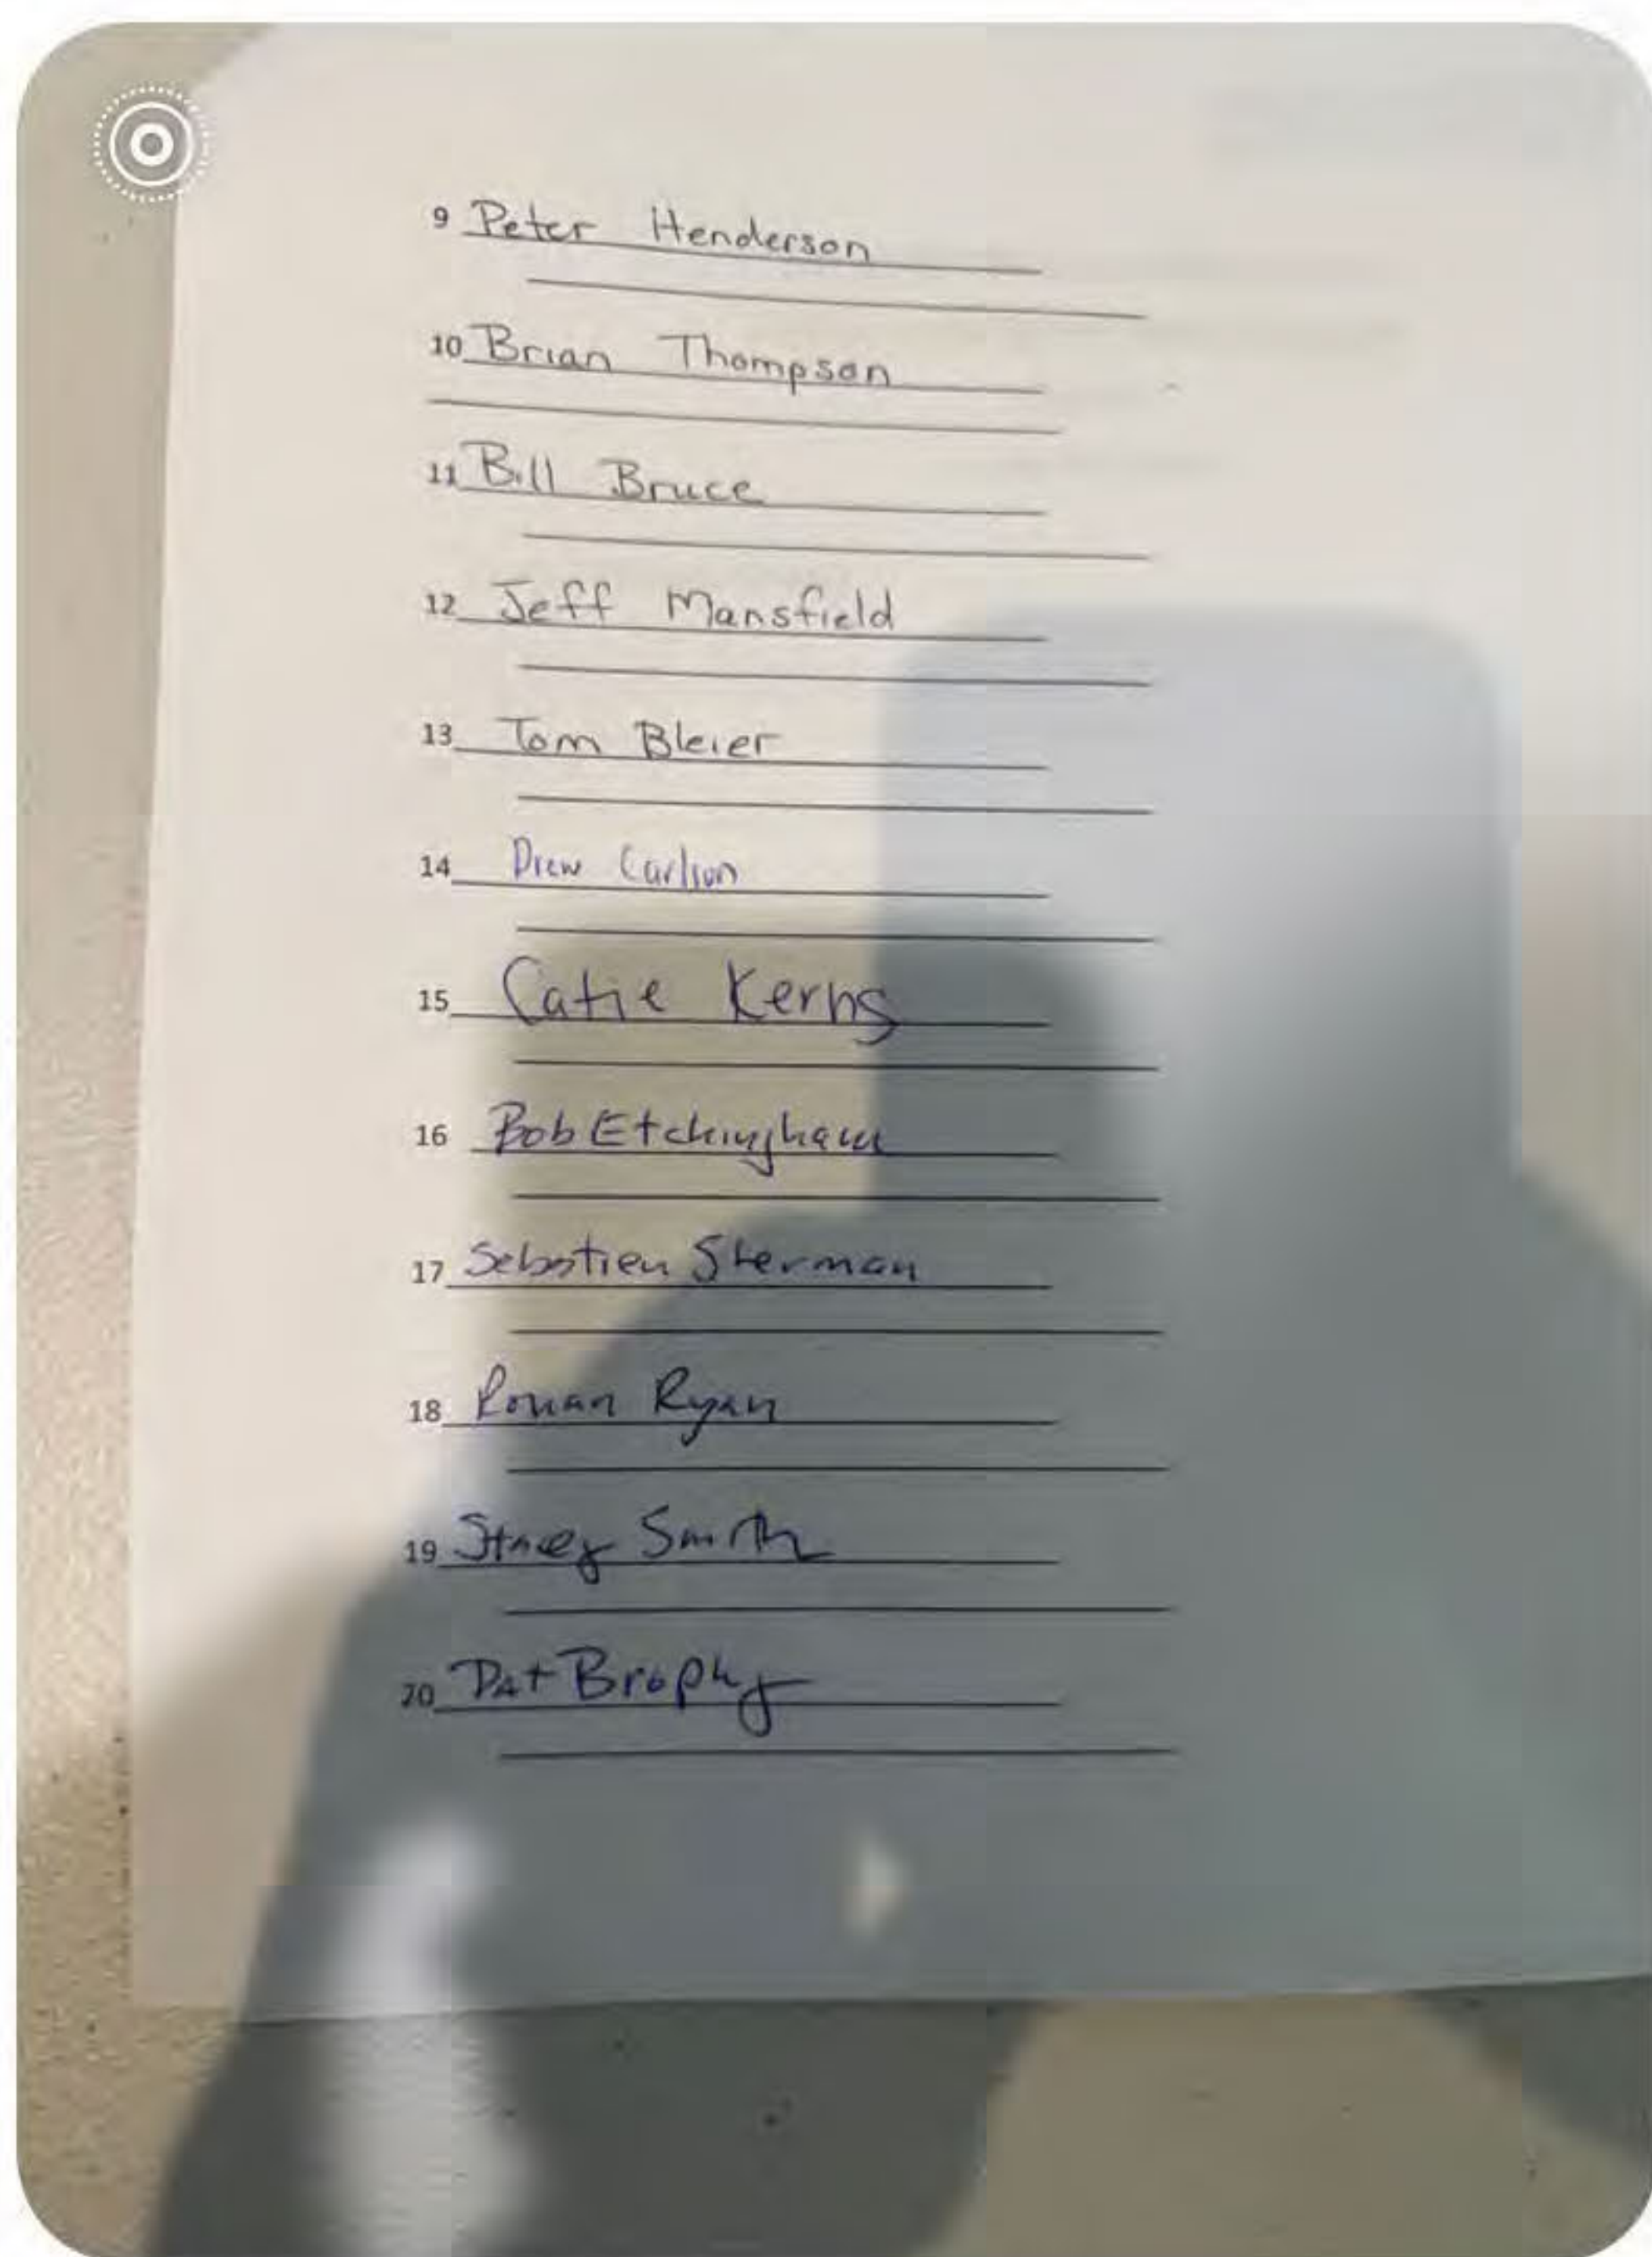 9 Peter Henderson
10 Brian Thompson
11 Bill Bruce
12 Jeff Mansfield
13 Tom Bleier
14 Drew Carlson
15 Catie Kerns
16 Bob Etchingham
17 Sebastien Sherman
18 Ronan Ryan
19 Stacey Smith
20 Pat Brophy